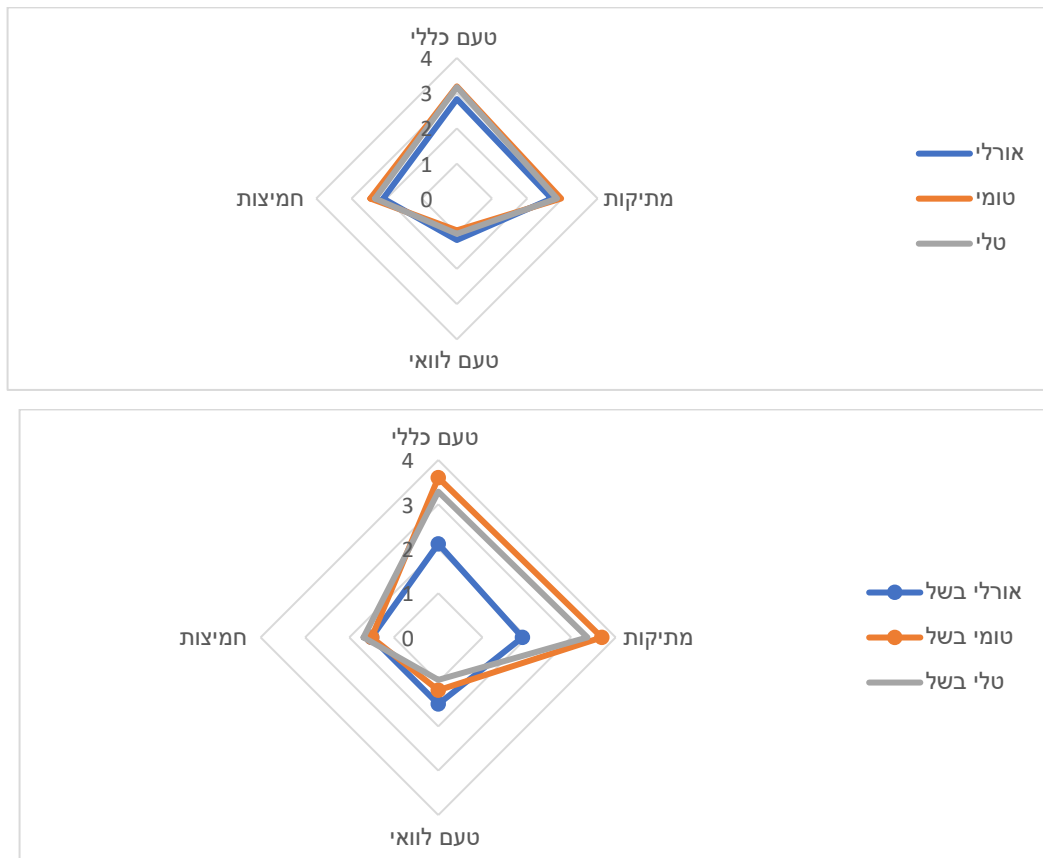 טעם כללי
4
3
2
1
0
חמיצות
מתיקות
טעם לוואי
אורלי
טומי
טלי
טעם כללי
4
3
2
1
0
חמיצות
מתיקות
טעם לוואי
אורלי בשל
טומי בשל
טלי בשל